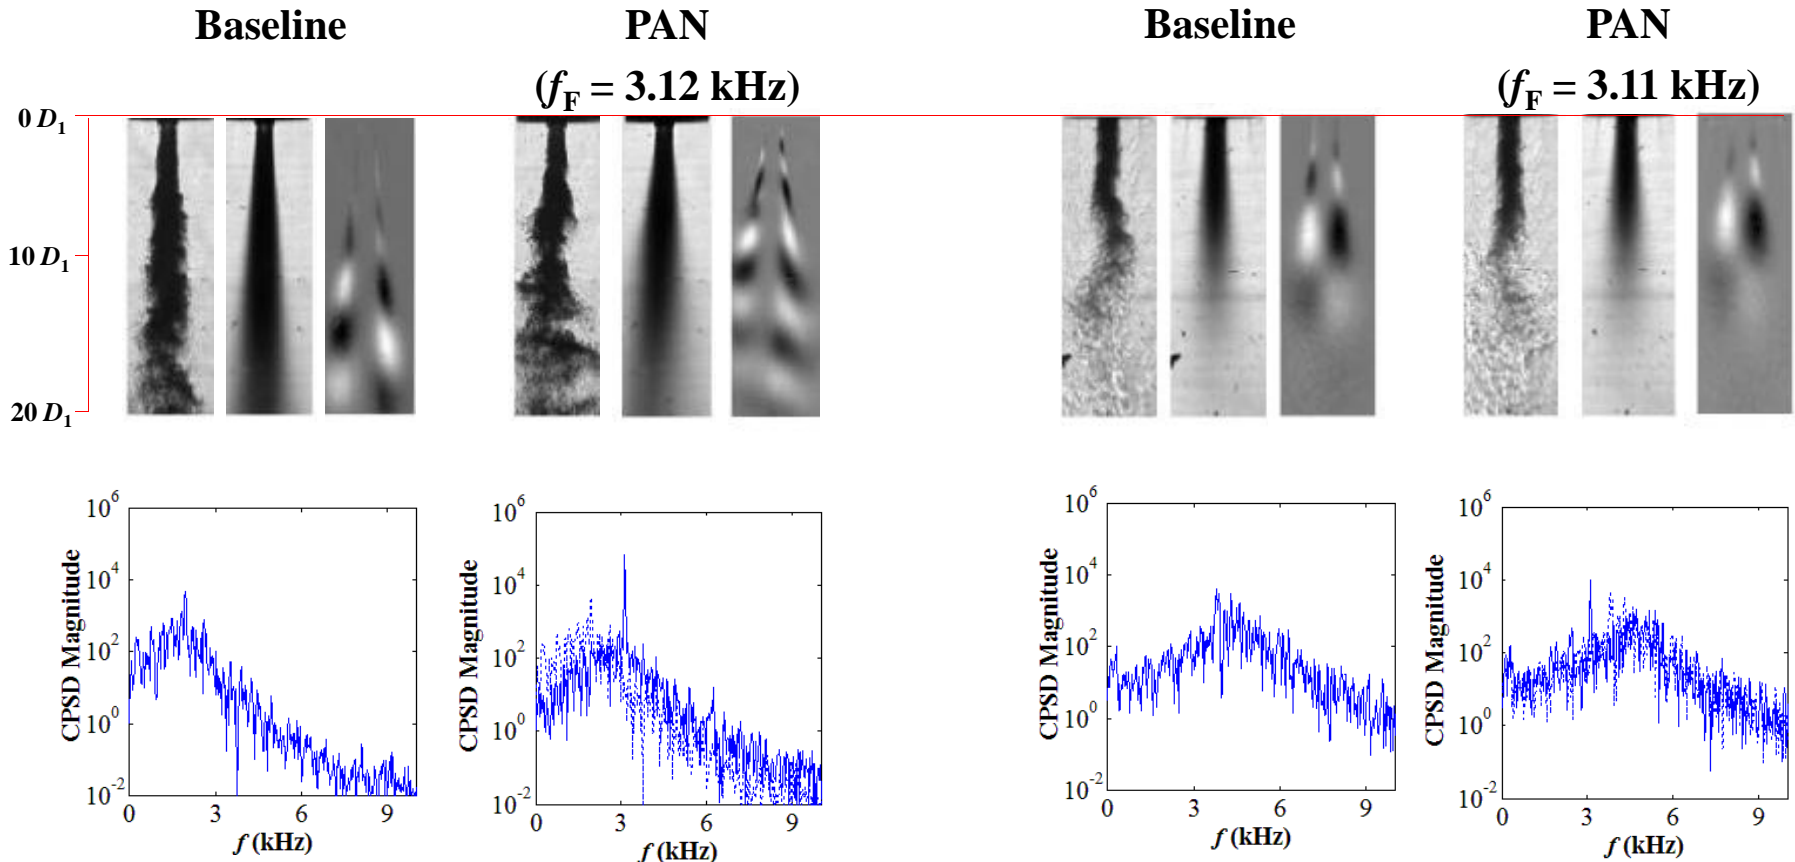 Baseline
PAN
(fF = 3.12 kHz)
Baseline
PAN
(fF = 3.11 kHz)
0 D1
10 D1
20 D1
CPSD Magnitude
10^6
10^4
10^2
10^0
10^-2
0 3 6 9
f (kHz)
CPSD Magnitude
10^6
10^4
10^2
10^0
10^-2
0 3 6 9
f (kHz)
CPSD Magnitude
10^6
10^4
10^2
10^0
10^-2
0 3 6 9
f (kHz)
CPSD Magnitude
10^6
10^4
10^2
10^0
10^-2
0 3 6 9
f (kHz)